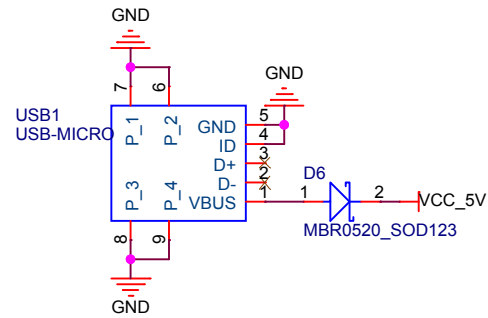 GND
7
6
USB1
USB-MICRO
P_1
P_2
GND
5
GND
ID
4
D+
3
D-
2
VBUS
1
P_3
P_4
8
9
GND
D6
1
2
VCC_5V
MBR0520_SOD123